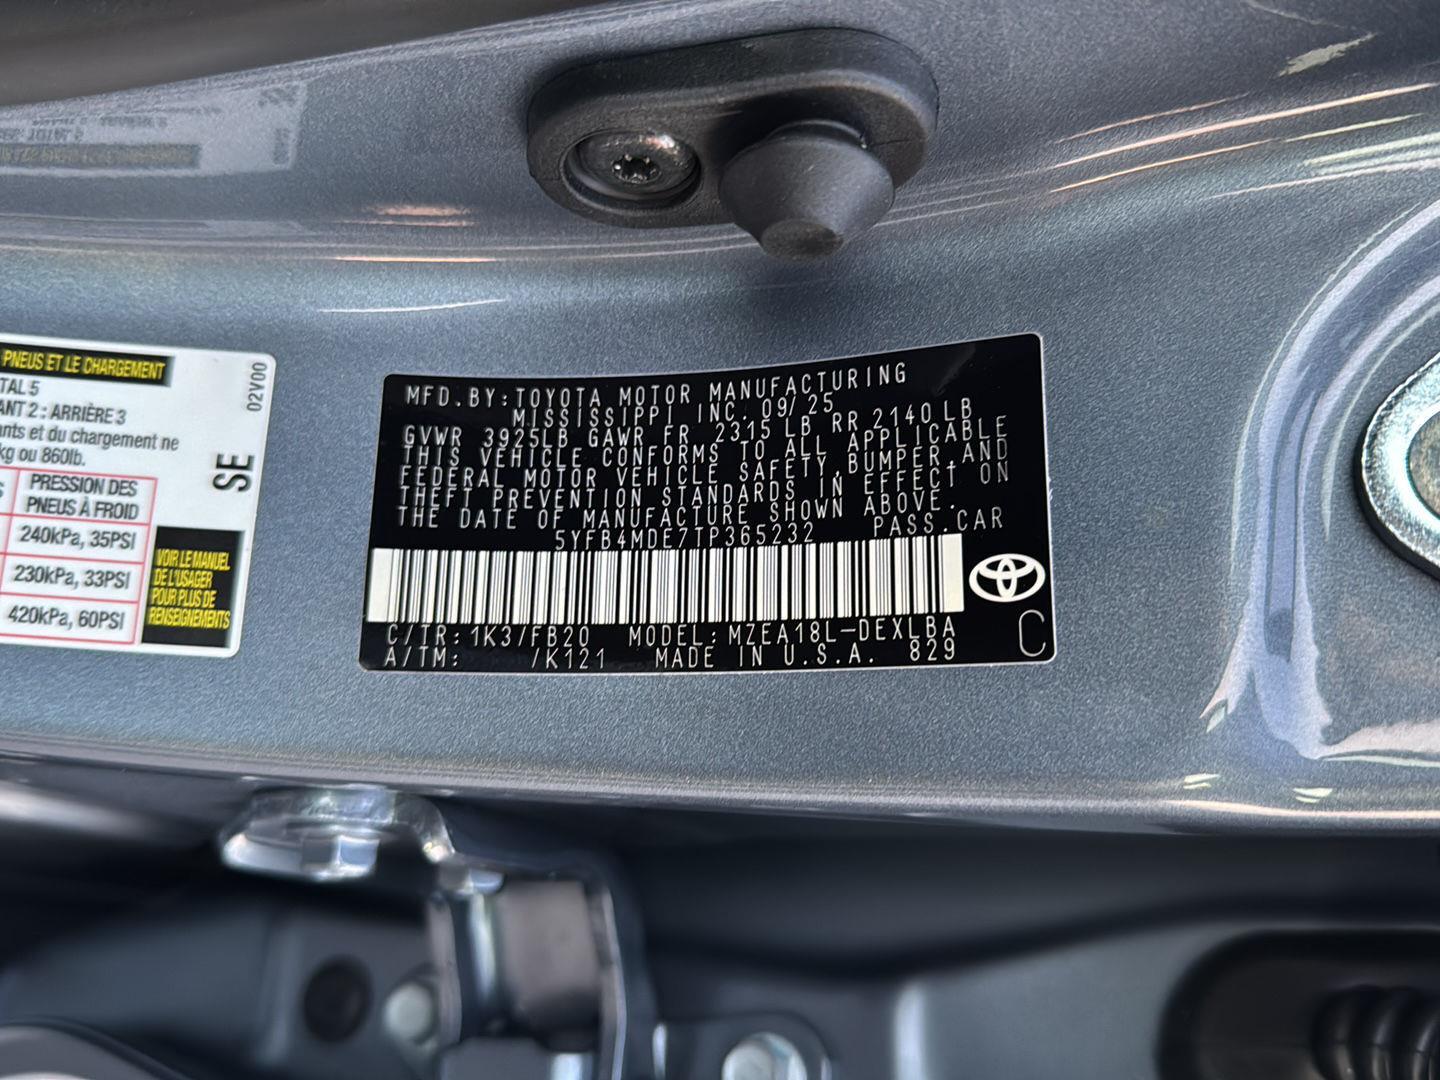 PNEUS ET LE CHARGEMENT
TAL 5
ANT 2 : ARRIÈRE 3
ants et du chargement ne
kg ou 860lb.
PRESSION DES
PNEUS À FROID
240kPa, 35PSI
230kPa, 33PSI
420kPa, 60PSI
02V00
SE
VOIR LE MANUEL
DE L'USAGER
POUR PLUS DE
RENSEIGNEMENTS
MFD.BY:TOYOTA MOTOR MANUFACTURING
MISSISSIPPI INC. 09/25
GVWR 3925LB GAWR FR 2315 LB RR 2140 LB
THIS VEHICLE CONFORMS TO ALL APPLICABLE
FEDERAL MOTOR VEHICLE SAFETY,BUMPER,AND
THEFT PREVENTION STANDARDS IN EFFECT ON
THE DATE OF MANUFACTURE SHOWN ABOVE.
5YFB4MDE7TP365232 PASS.CAR
C/TR:1K3/FB20 MODEL:MZEA18L-DEXLBA
A/TM: /K121 MADE IN U.S.A. 829
C